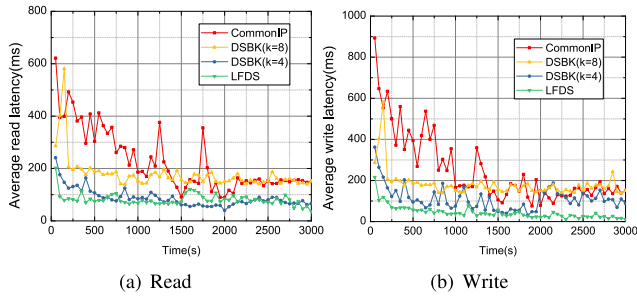 800
600
400
200
0
Average read latency(ms)
CommonIP
DSBK(k=8)
DSBK(k=4)
LFDS
0 500 1000 1500 2000 2500 3000
Time(s)
(a) Read
1000
800
600
400
200
0
Average write latency(ms)
CommonIP
DSBK(k=8)
DSBK(k=4)
LFDS
0 500 1000 1500 2000 2500 3000
Time(s)
(b) Write